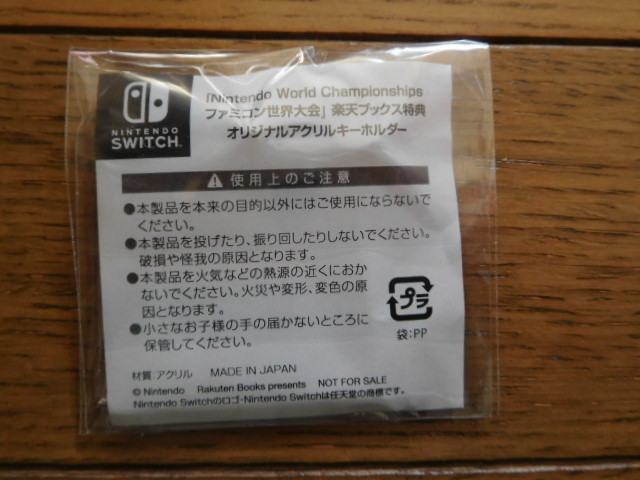 NINTENDO
SWITCH™
「Nintendo World Championships
ファミコン世界大会」楽天ブックス特典
オリジナルアクリルキーホルダー
使用上のご注意
●本製品を本来の目的以外にはご使用にならないで
ください。
●本製品を投げたり、振り回したりしないでください。
破損や怪我の原因となります。
●本製品を火気などの熱源の近くにおか
ないでください。火災や変形、変色の原
因となります。
●小さなお子様の手の届かないところに
保管してください。
プラ
袋:PP
材質:アクリル MADE IN JAPAN
© Nintendo Rakuten Books presents NOT FOR SALE
Nintendo Switchのロゴ・Nintendo Switchは任天堂の商標です。